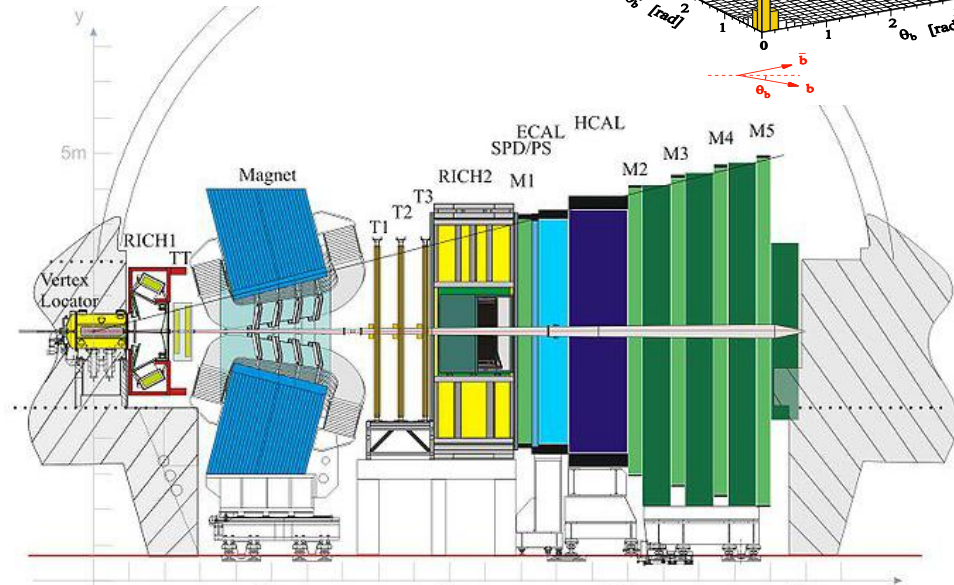 y
2
[rad]
1
0
1
2
θb [rad
b̄
θb
b
5m
Magnet
RICH1
TT
Vertex
Locator
T1
T2
T3
RICH2
M1
SPD/PS
ECAL
HCAL
M2
M3
M4
M5